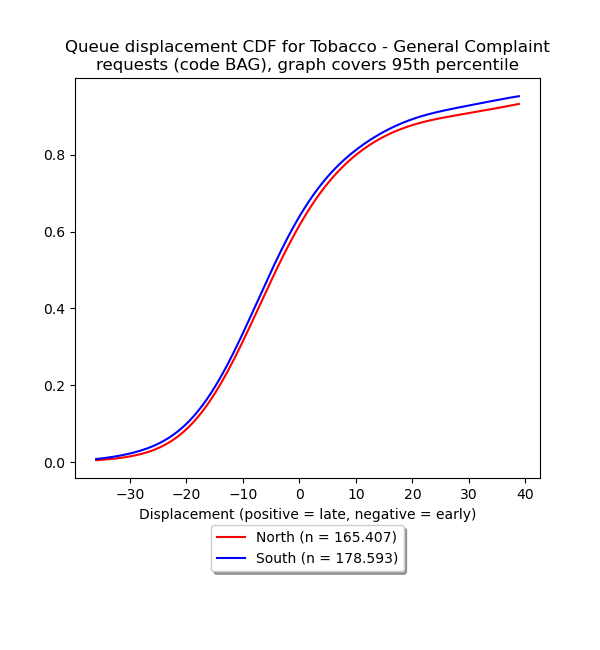 Queue displacement CDF for Tobacco - General Complaint
requests (code BAG), graph covers 95th percentile
0.8
0.6
0.4
0.2
0.0
−30 −20 −10 0 10 20 30 40
Displacement (positive = late, negative = early)
North (n = 165.407)
South (n = 178.593)